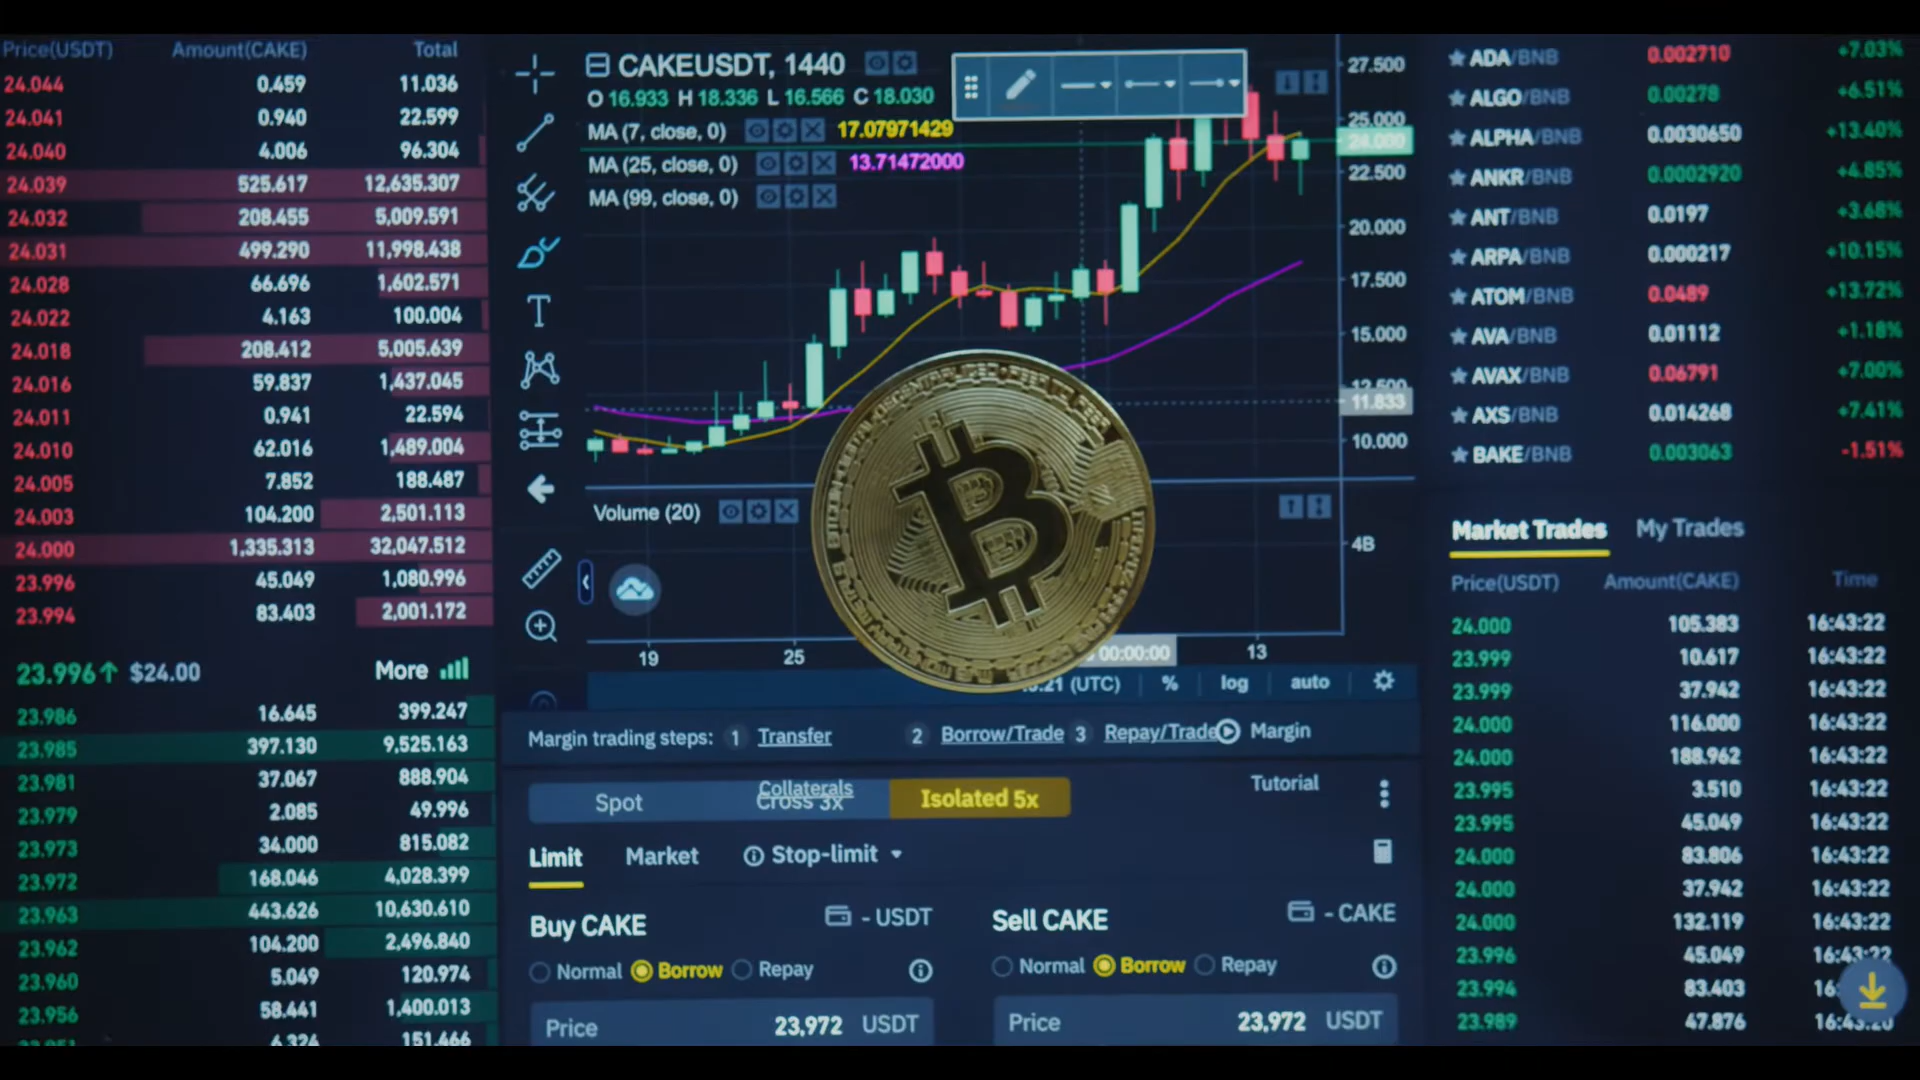 Price(USDT) Amount(CAKE) Total
24.044 0.459 11.036
24.041 0.940 22.599
24.040 4.006 96.304
24.039 525.617 12,635.307
24.032 208.455 5,009.591
24.031 499.290 11,998.438
24.028 66.696 1,602.571
24.022 4.163 100.004
24.018 208.412 5,005.639
24.016 59.837 1,437.045
24.011 0.941 22.594
24.010 62.016 1,489.004
24.005 7.852 188.487
24.003 104.200 2,501.113
24.000 1,335.313 32,047.512
23.996 45.049 1,080.996
23.994 83.403 2,001.172
23.996↑ $24.00 More
23.986 16.645 399.247
23.985 397.130 9,525.163
23.981 37.067 888.904
23.979 2.085 49.996
23.973 34.000 815.082
23.972 168.046 4,028.399
23.963 443.626 10,630.610
23.962 104.200 2,496.840
23.960 5.049 120.974
23.956 58.441 1,400.013
6.324 151.466
CAKEUSDT, 1440
O 16.933 H 18.336 L 16.566 C 18.030
MA (7, close, 0) 17.07971429
MA (25, close, 0) 13.71472000
MA (99, close, 0)
27.500
25.000
24.000
22.500
20.000
17.500
15.000
12.500
11.833
10.000
Volume (20)
4B
19 25 00:00:00 13
21 (UTC) % log auto
Margin trading steps: 1 Transfer 2 Borrow/Trade 3 Repay/Trade Margin
Collaterals Tutorial
Spot Cross 3x Isolated 5x
Limit Market Stop-limit
Buy CAKE - USDT Sell CAKE - CAKE
Normal Borrow Repay Normal Borrow Repay
Price 23,972 USDT Price 23,972 USDT
ADA/BNB 0.002710 +7.03%
ALGO/BNB 0.00278 +6.51%
ALPHA/BNB 0.0030650 +13.40%
ANKR/BNB 0.0002920 +4.85%
ANT/BNB 0.0197 +3.68%
ARPA/BNB 0.000217 +10.15%
ATOM/BNB 0.0489 +13.72%
AVA/BNB 0.01112 +1.18%
AVAX/BNB 0.06791 +7.00%
AXS/BNB 0.014268 +7.41%
BAKE/BNB 0.003063 -1.51%
Market Trades My Trades
Price(USDT) Amount(CAKE) Time
24.000 105.383 16:43:22
23.999 10.617 16:43:22
23.999 37.942 16:43:22
24.000 116.000 16:43:22
24.000 188.962 16:43:22
23.995 3.510 16:43:22
23.995 45.049 16:43:22
24.000 83.806 16:43:22
24.000 37.942 16:43:22
24.000 132.119 16:43:22
23.996 45.049 16:43:22
23.994 83.403 16:
23.989 47.876 16:43:20